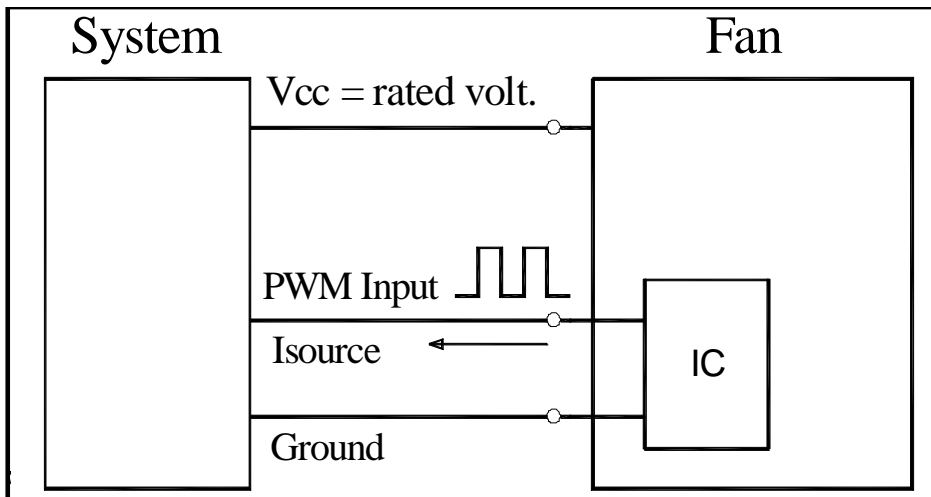 System
Fan
Vcc = rated volt.
PWM Input
Isource
IC
Ground